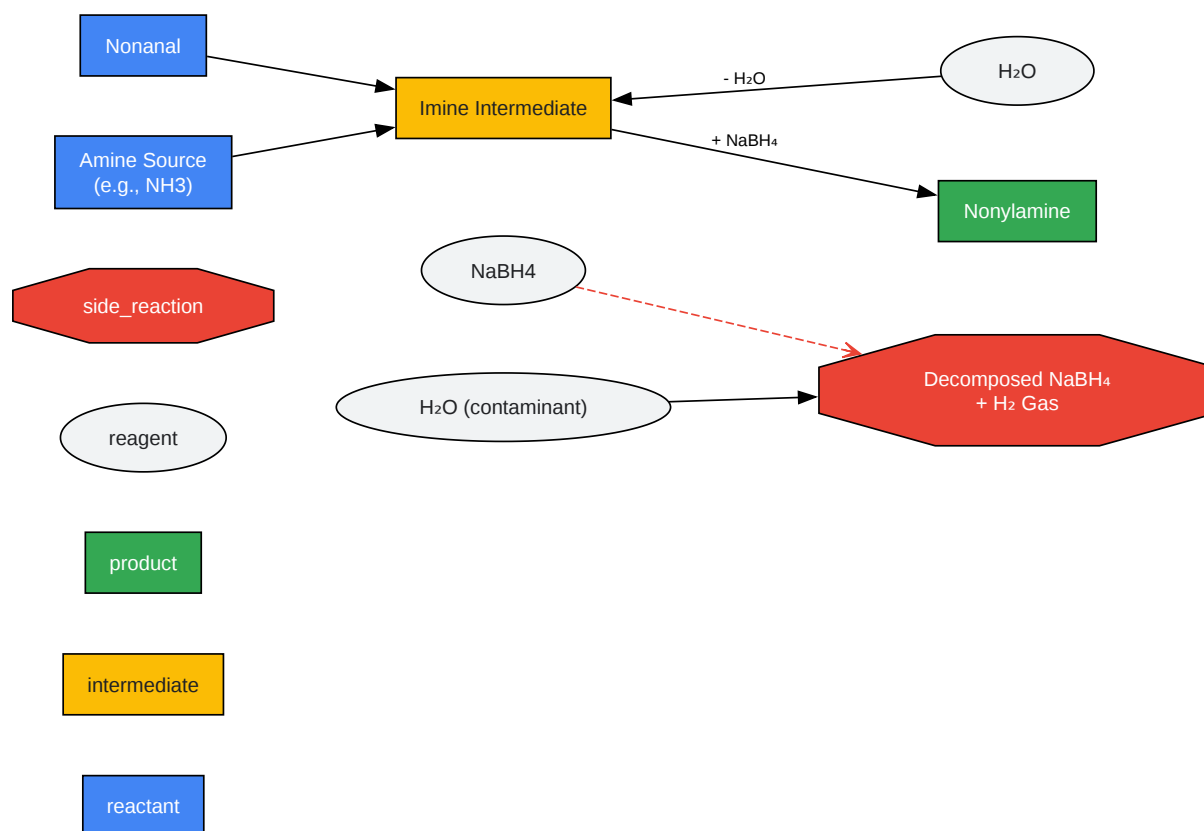 Nonanal
H₂O
- H₂O
Imine Intermediate
+ NaBH₄
Amine Source
(e.g., NH3)
Nonylamine
NaBH4
side_reaction
Decomposed NaBH₄
+ H₂ Gas
H₂O (contaminant)
reagent
product
intermediate
reactant